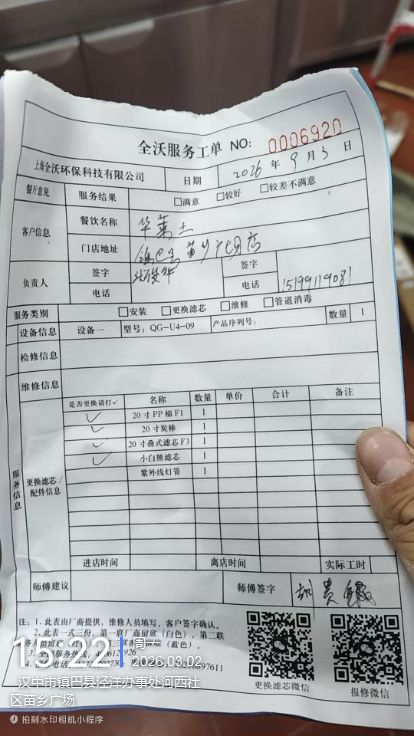 全沃服务工单 NO: 0006920
上海全沃环保科技有限公司 日期 2026年 9月 3日
餐厅意见 服务结果 □满意 □较好 □较差不满意
客户信息 餐饮名称 华莱士
门店地址
负责人 签字 签字
电话 电话 15199119081
服务类别 □安装 □更换滤芯 □维修 □管道消毒
设备信息 设备一 型号: QG-U4-09 产品序列号: 数量 1
检修信息
维修信息
服务信息 更换滤芯/配件信息
是否更换请打✓ 名称 数量 单价 合计 备注
✓ 20寸PP棉F1 1
✓ 20寸炭棒 1
✓ 20寸叠式滤芯F3 1
✓ 小白熊滤芯 1
紫外线灯管 1
进店时间 离店时间 实际工时
师傅建议 师傅签字
注: 1. 此表由厂商提供, 维修人员填写, 客户签字确认。
2. 此表一式三份, 第一联厂商留放(白色), 第二联
更换滤芯微信 报修微信
15:22 2026.03.02
汉中市镇巴县泾洋办事处河西社
区苗乡广场
拍刻水印相机小程序